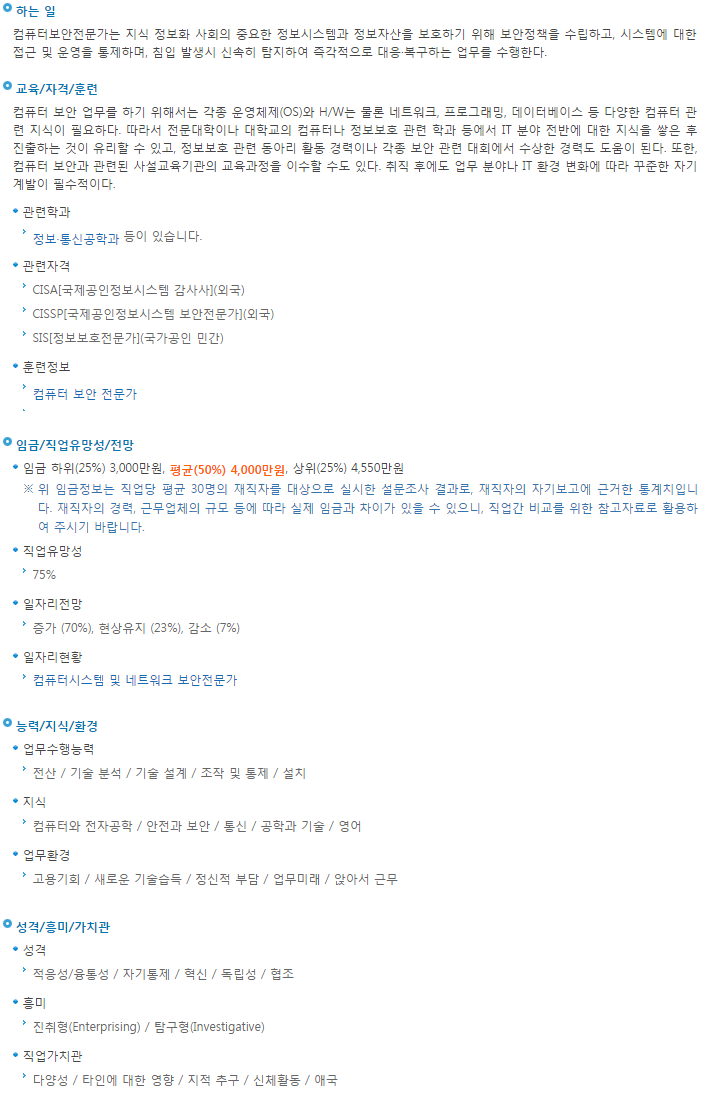 하는 일
컴퓨터보안전문가는 지식 정보화 사회의 중요한 정보시스템과 정보자산을 보호하기 위해 보안정책을 수립하고, 시스템에 대한
접근 및 운영을 통제하며, 침입 발생시 신속히 탐지하여 즉각적으로 대응·복구하는 업무를 수행한다.
교육/자격/훈련
컴퓨터 보안 업무를 하기 위해서는 각종 운영체제(OS)와 H/W는 물론 네트워크, 프로그래밍, 데이터베이스 등 다양한 컴퓨터 관
련 지식이 필요하다. 따라서 전문대학이나 대학교의 컴퓨터나 정보보호 관련 학과 등에서 IT 분야 전반에 대한 지식을 쌓은 후
진출하는 것이 유리할 수 있고, 정보보호 관련 동아리 활동 경력이나 각종 보안 관련 대회에서 수상한 경력도 도움이 된다. 또한,
컴퓨터 보안과 관련된 사설교육기관의 교육과정을 이수할 수도 있다. 취직 후에도 업무 분야나 IT 환경 변화에 따라 꾸준한 자기
계발이 필수적이다.
관련학과
정보·통신공학과 등이 있습니다.
관련자격
CISA[국제공인정보시스템 감사사](외국)
CISSP[국제공인정보시스템 보안전문가](외국)
SIS[정보보호전문가](국가공인 민간)
훈련정보
컴퓨터 보안 전문가
임금/직업유망성/전망
임금 하위(25%) 3,000만원, 평균(50%) 4,000만원, 상위(25%) 4,550만원
※ 위 임금정보는 직업당 평균 30명의 재직자를 대상으로 실시한 설문조사 결과로, 재직자의 자기보고에 근거한 통계치입니
다. 재직자의 경력, 근무업체의 규모 등에 따라 실제 임금과 차이가 있을 수 있으니, 직업간 비교를 위한 참고자료로 활용하
여 주시기 바랍니다.
직업유망성
75%
일자리전망
증가 (70%), 현상유지 (23%), 감소 (7%)
일자리현황
컴퓨터시스템 및 네트워크 보안전문가
능력/지식/환경
업무수행능력
전산 / 기술 분석 / 기술 설계 / 조작 및 통제 / 설치
지식
컴퓨터와 전자공학 / 안전과 보안 / 통신 / 공학과 기술 / 영어
업무환경
고용기회 / 새로운 기술습득 / 정신적 부담 / 업무미래 / 앉아서 근무
성격/흥미/가치관
성격
적응성/융통성 / 자기통제 / 혁신 / 독립성 / 협조
흥미
진취형(Enterprising) / 탐구형(Investigative)
직업가치관
다양성 / 타인에 대한 영향 / 지적 추구 / 신체활동 / 애국